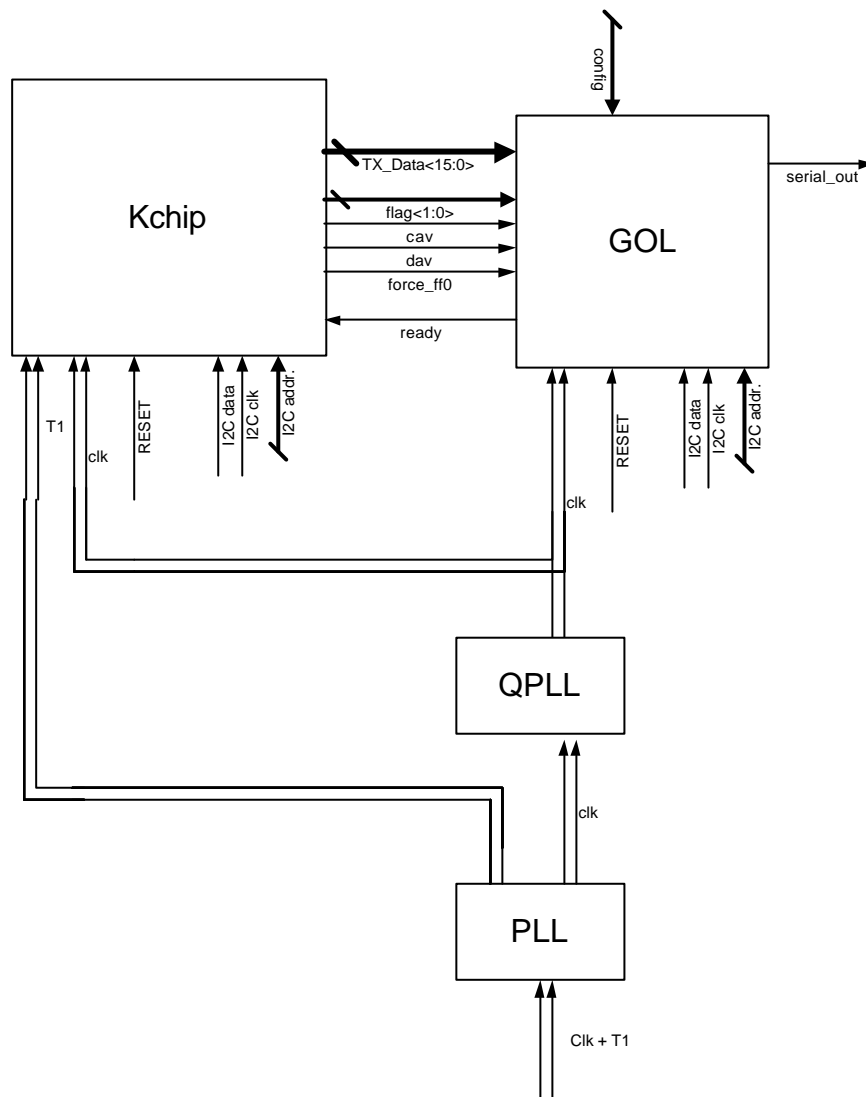 config
TX_Data<15:0>
serial_out
Kchip
flag<1:0>
GOL
cav
dav
force_ff0
ready
T1
clk
RESET
I2C data
I2C clk
I2C addr.
clk
RESET
I2C data
I2C clk
I2C addr.
QPLL
clk
PLL
Clk + T1